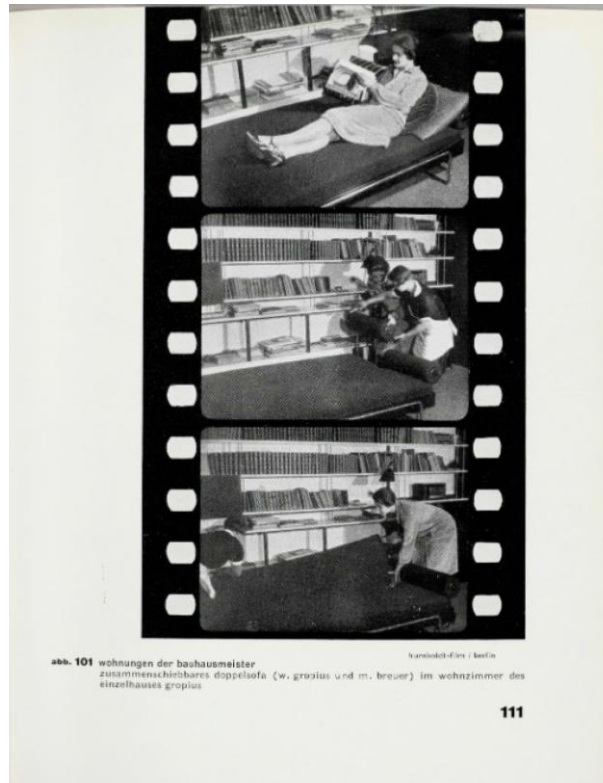 humboldt-film / berlin
abb. 101 wohnungen der bauhausmeister
zusammenschiebbares doppelsofa (w. gropius und m. breuer) im wohnzimmer des
einzelhauses gropius
111